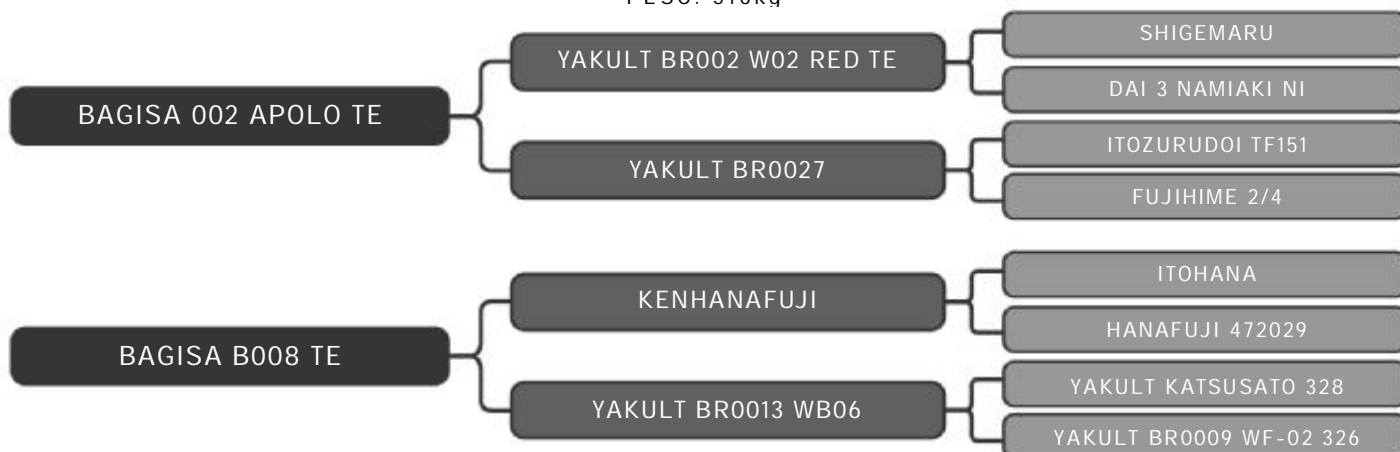 BAGISA 002 APOLO TE
YAKULT BR002 W02 RED TE
SHIGEMARU
DAI 3 NAMIAKI NI
YAKULT BR0027
ITOZURUDOI TF151
FUJIHIME 2/4
BAGISA B008 TE
KENHANAFUJI
ITOHANA
HANAFUJI 472029
YAKULT BR0013 WB06
YAKULT KATSUSATO 328
YAKULT BR0009 WF-02 326